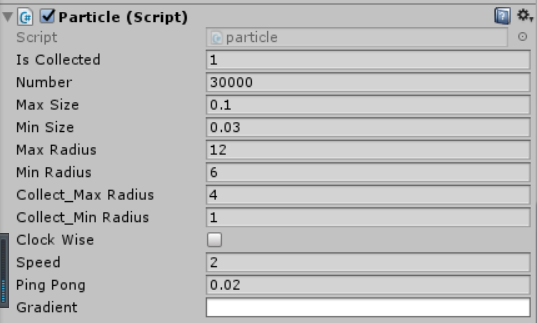 Particle (Script)
Script particle
Is Collected 1
Number 30000
Max Size 0.1
Min Size 0.03
Max Radius 12
Min Radius 6
Collect_Max Radius 4
Collect_Min Radius 1
Clock Wise
Speed 2
Ping Pong 0.02
Gradient